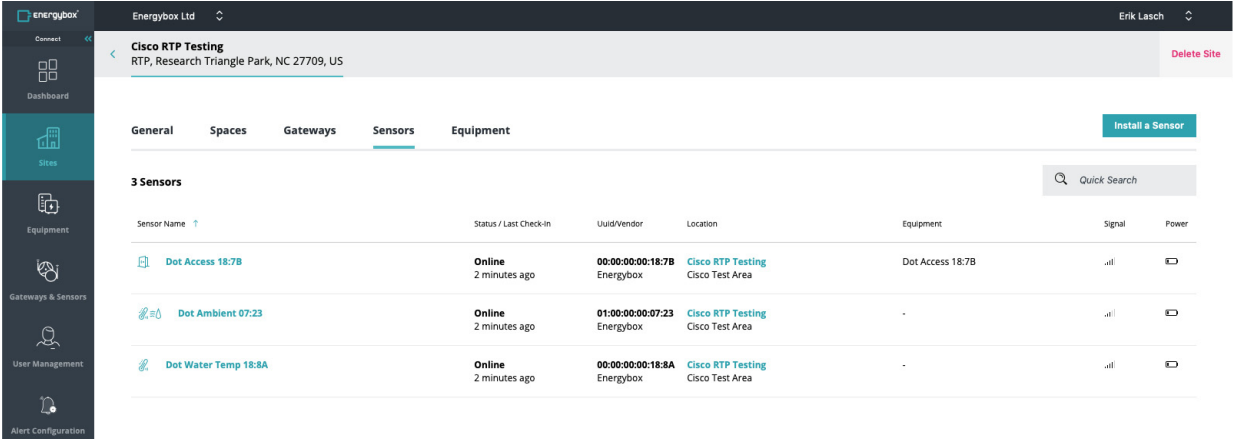 energybox
Energybox Ltd
Erik Lasch
Connect
Cisco RTP Testing
RTP, Research Triangle Park, NC 27709, US
Delete Site
Dashboard
Sites
Equipment
Gateways & Sensors
User Management
Alert Configuration
General Spaces Gateways Sensors Equipment
Install a Sensor
3 Sensors
Quick Search
Sensor Name Status / Last Check-In Uuid/Vendor Location Equipment Signal Power
Dot Access 18:7B Online 00:00:00:00:18:7B Cisco RTP Testing Dot Access 18:7B
2 minutes ago Energybox Cisco Test Area
Dot Ambient 07:23 Online 01:00:00:00:07:23 Cisco RTP Testing -
2 minutes ago Energybox Cisco Test Area
Dot Water Temp 18:8A Online 00:00:00:00:18:8A Cisco RTP Testing -
2 minutes ago Energybox Cisco Test Area